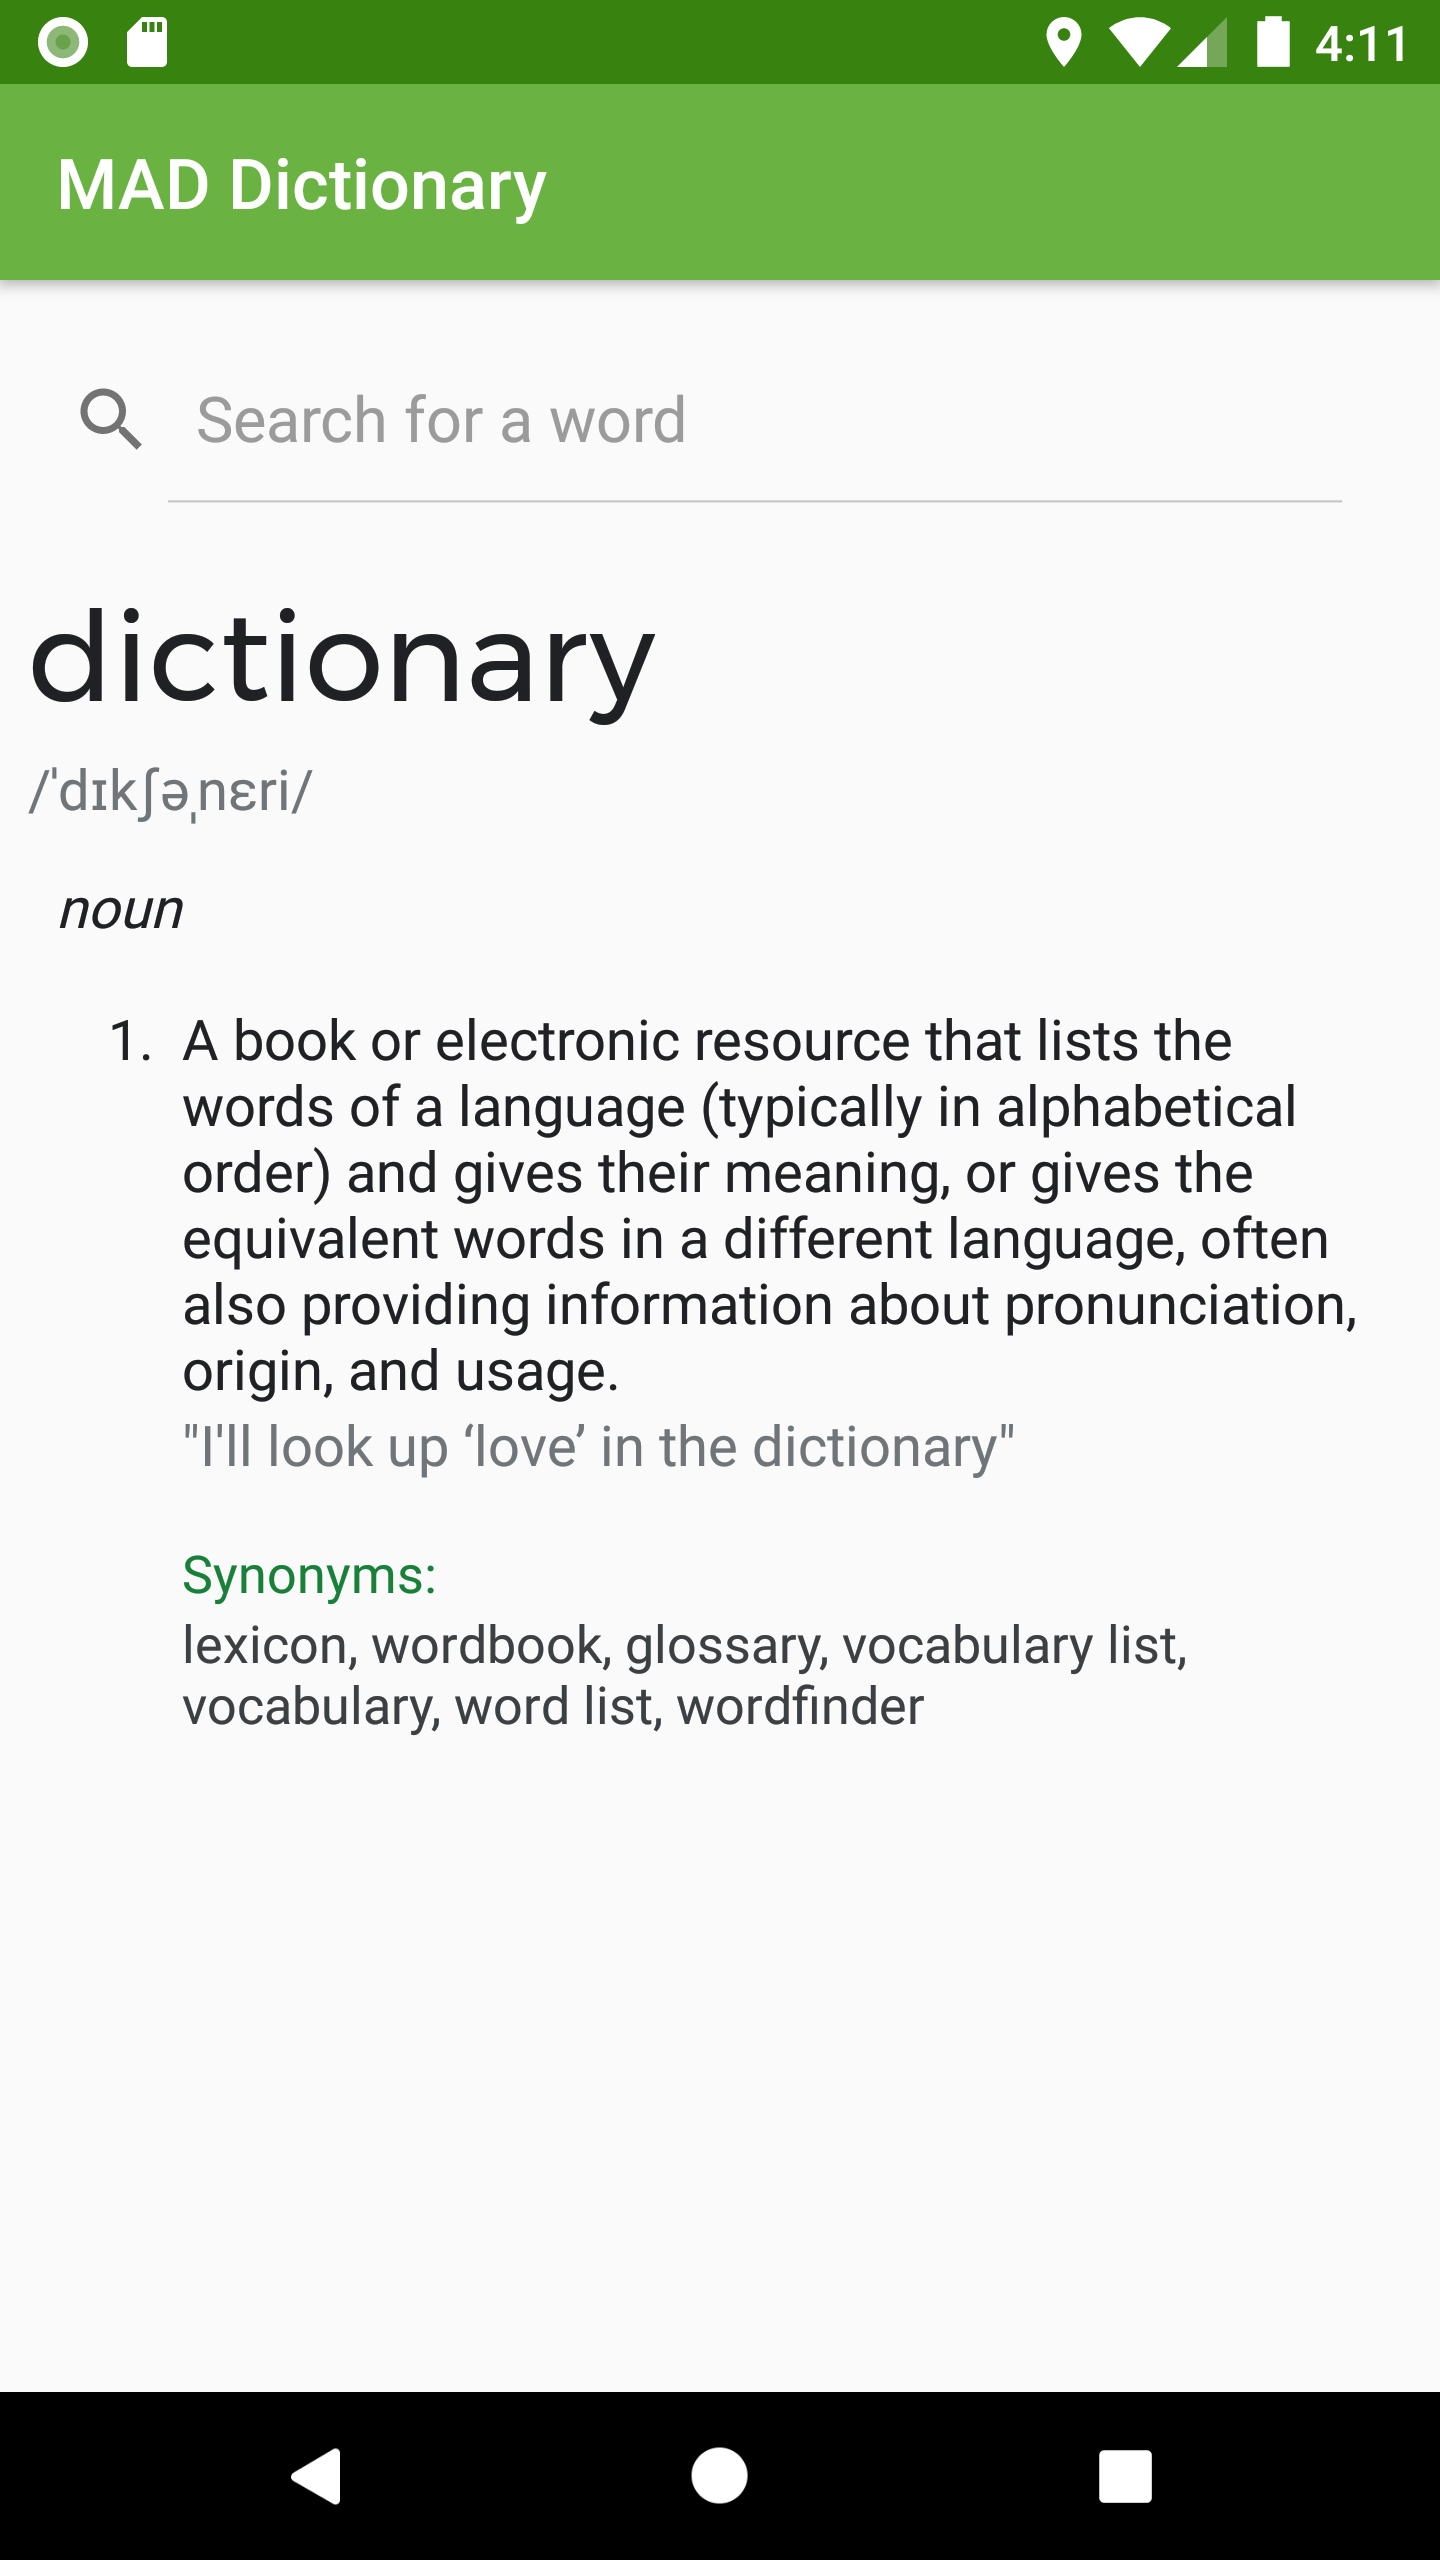 4:11
MAD Dictionary
Search for a word
dictionary
/ˈdɪkʃəˌnɛri/
noun
1. A book or electronic resource that lists the
words of a language (typically in alphabetical
order) and gives their meaning, or gives the
equivalent words in a different language, often
also providing information about pronunciation,
origin, and usage.
"I'll look up ‘love’ in the dictionary"
Synonyms:
lexicon, wordbook, glossary, vocabulary list,
vocabulary, word list, wordfinder